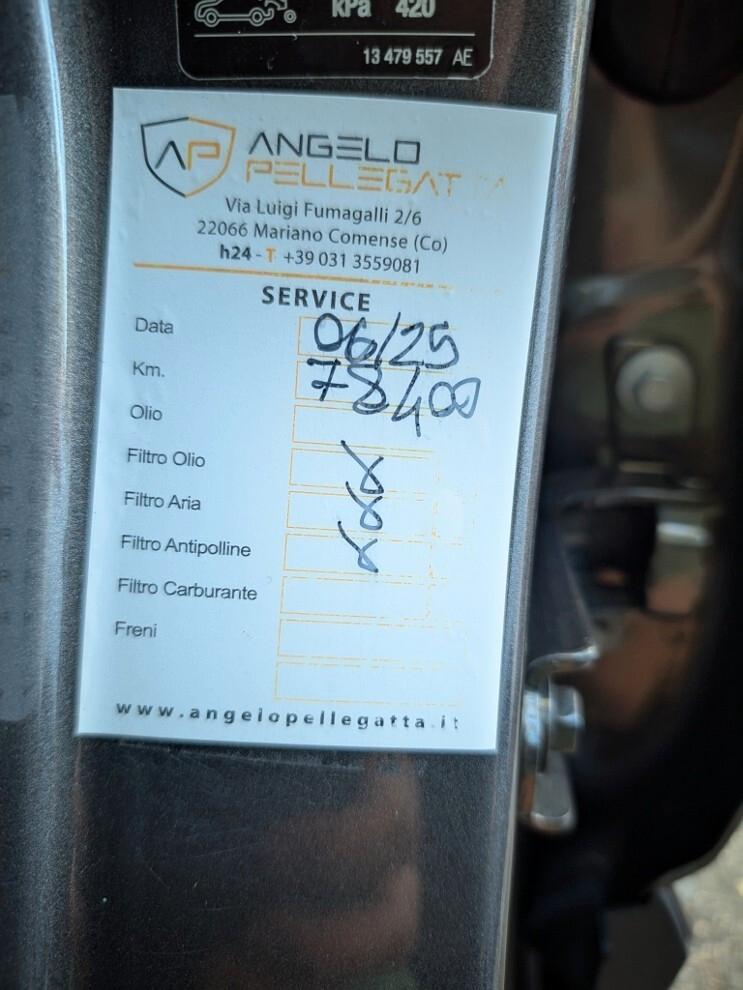 kPa 420
13 479 557 AE
AP ANGELO
PELLEGATTA
Via Luigi Fumagalli 2/6
22066 Mariano Comense (Co)
h24 - T +39 031 3559081
SERVICE
Data 06/25
Km. 78400
Olio
Filtro Olio X
Filtro Aria X
Filtro Antipolline X
Filtro Carburante
Freni
www.angelopellegatta.it